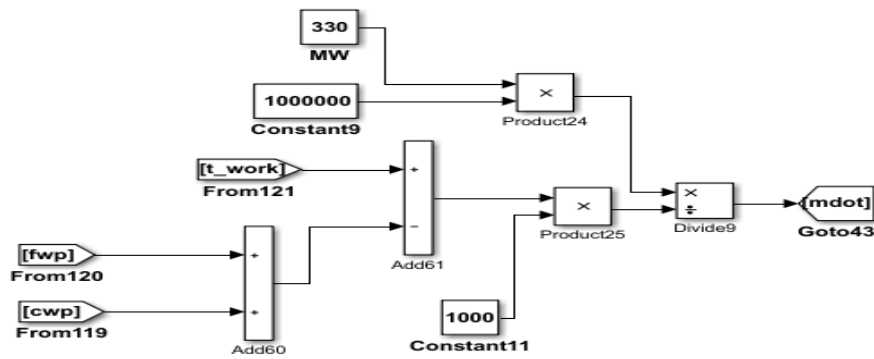 330
MW
1000000
Constant9
×
Product24
[t_work]
From121
+
−
Add61
×
Product25
×
÷
Divide9
[mdot]
Goto43
[fwp]
From120
[cwp]
From119
+
+
Add60
1000
Constant11